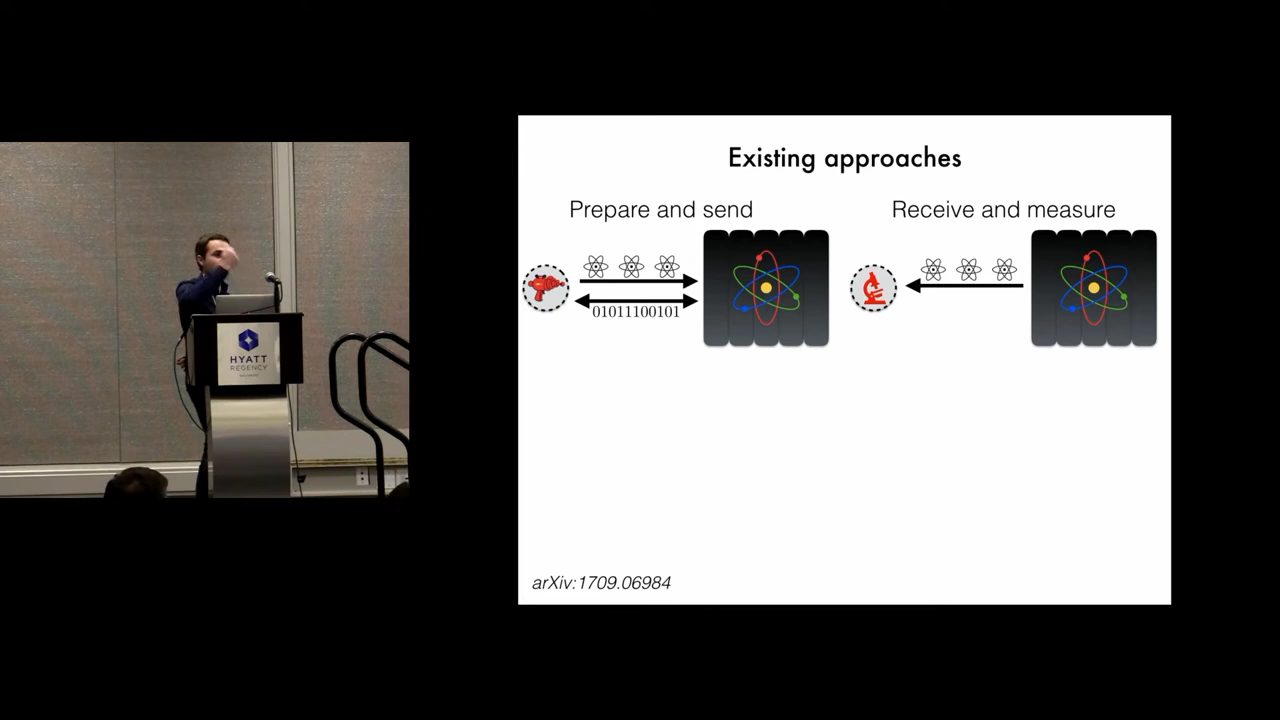 HYATT
REGENCY
Existing approaches
Prepare and send
Receive and measure
01011100101
arXiv:1709.06984